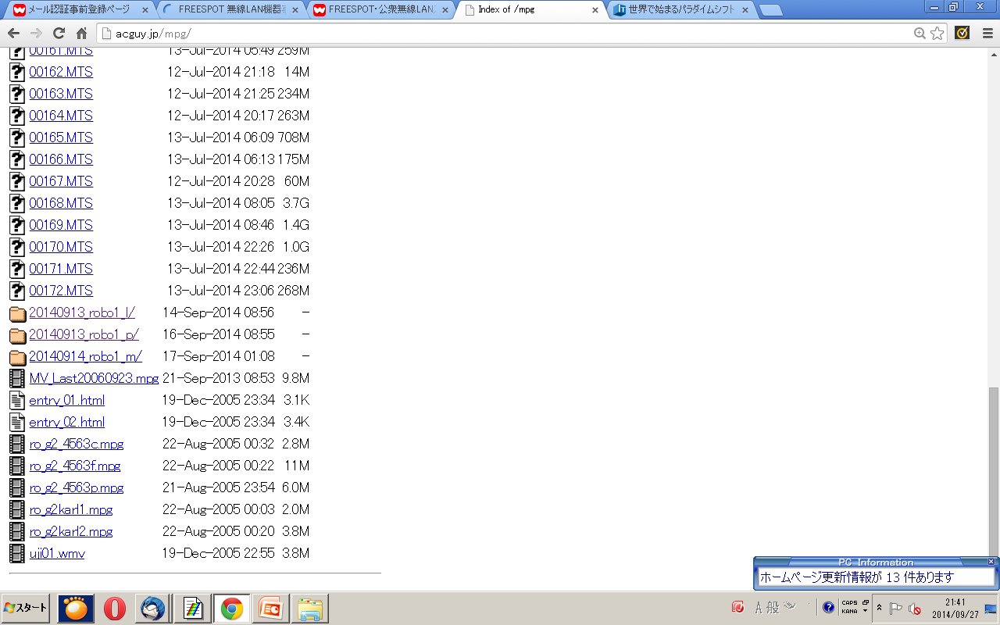 メール認証事前登録ページ FREESPOT 無線LAN機器 FREESPOT・公衆無線LAN Index of /mpg 世界で始まるパラダイムシフト
acguy.jp/mpg/
00161.MTS 13-Jul-2014 05:49 259M
00162.MTS 12-Jul-2014 21:18 14M
00163.MTS 12-Jul-2014 21:25 234M
00164.MTS 12-Jul-2014 20:17 263M
00165.MTS 13-Jul-2014 06:09 708M
00166.MTS 13-Jul-2014 06:13 175M
00167.MTS 12-Jul-2014 20:28 60M
00168.MTS 13-Jul-2014 08:05 3.7G
00169.MTS 13-Jul-2014 08:46 1.4G
00170.MTS 13-Jul-2014 22:26 1.0G
00171.MTS 13-Jul-2014 22:44 236M
00172.MTS 13-Jul-2014 23:06 268M
20140913_robo1_l/ 14-Sep-2014 08:56 -
20140913_robo1_p/ 16-Sep-2014 08:55 -
20140914_robo1_m/ 17-Sep-2014 01:08 -
MV_Last20060923.mpg 21-Sep-2013 08:53 9.8M
entry_01.html 19-Dec-2005 23:34 3.1K
entry_02.html 19-Dec-2005 23:34 3.4K
ro_g2_4563c.mpg 22-Aug-2005 00:32 2.8M
ro_g2_4563f.mpg 22-Aug-2005 00:22 11M
ro_g2_4563p.mpg 21-Aug-2005 23:54 6.0M
ro_g2karl1.mpg 22-Aug-2005 00:03 2.0M
ro_g2karl2.mpg 22-Aug-2005 00:20 3.8M
uji01.wmv 19-Dec-2005 22:55 3.8M
PC Information
ホームページ更新情報が 13 件あります
スタート A 般 CAPS KANA 21:41
2014/09/27